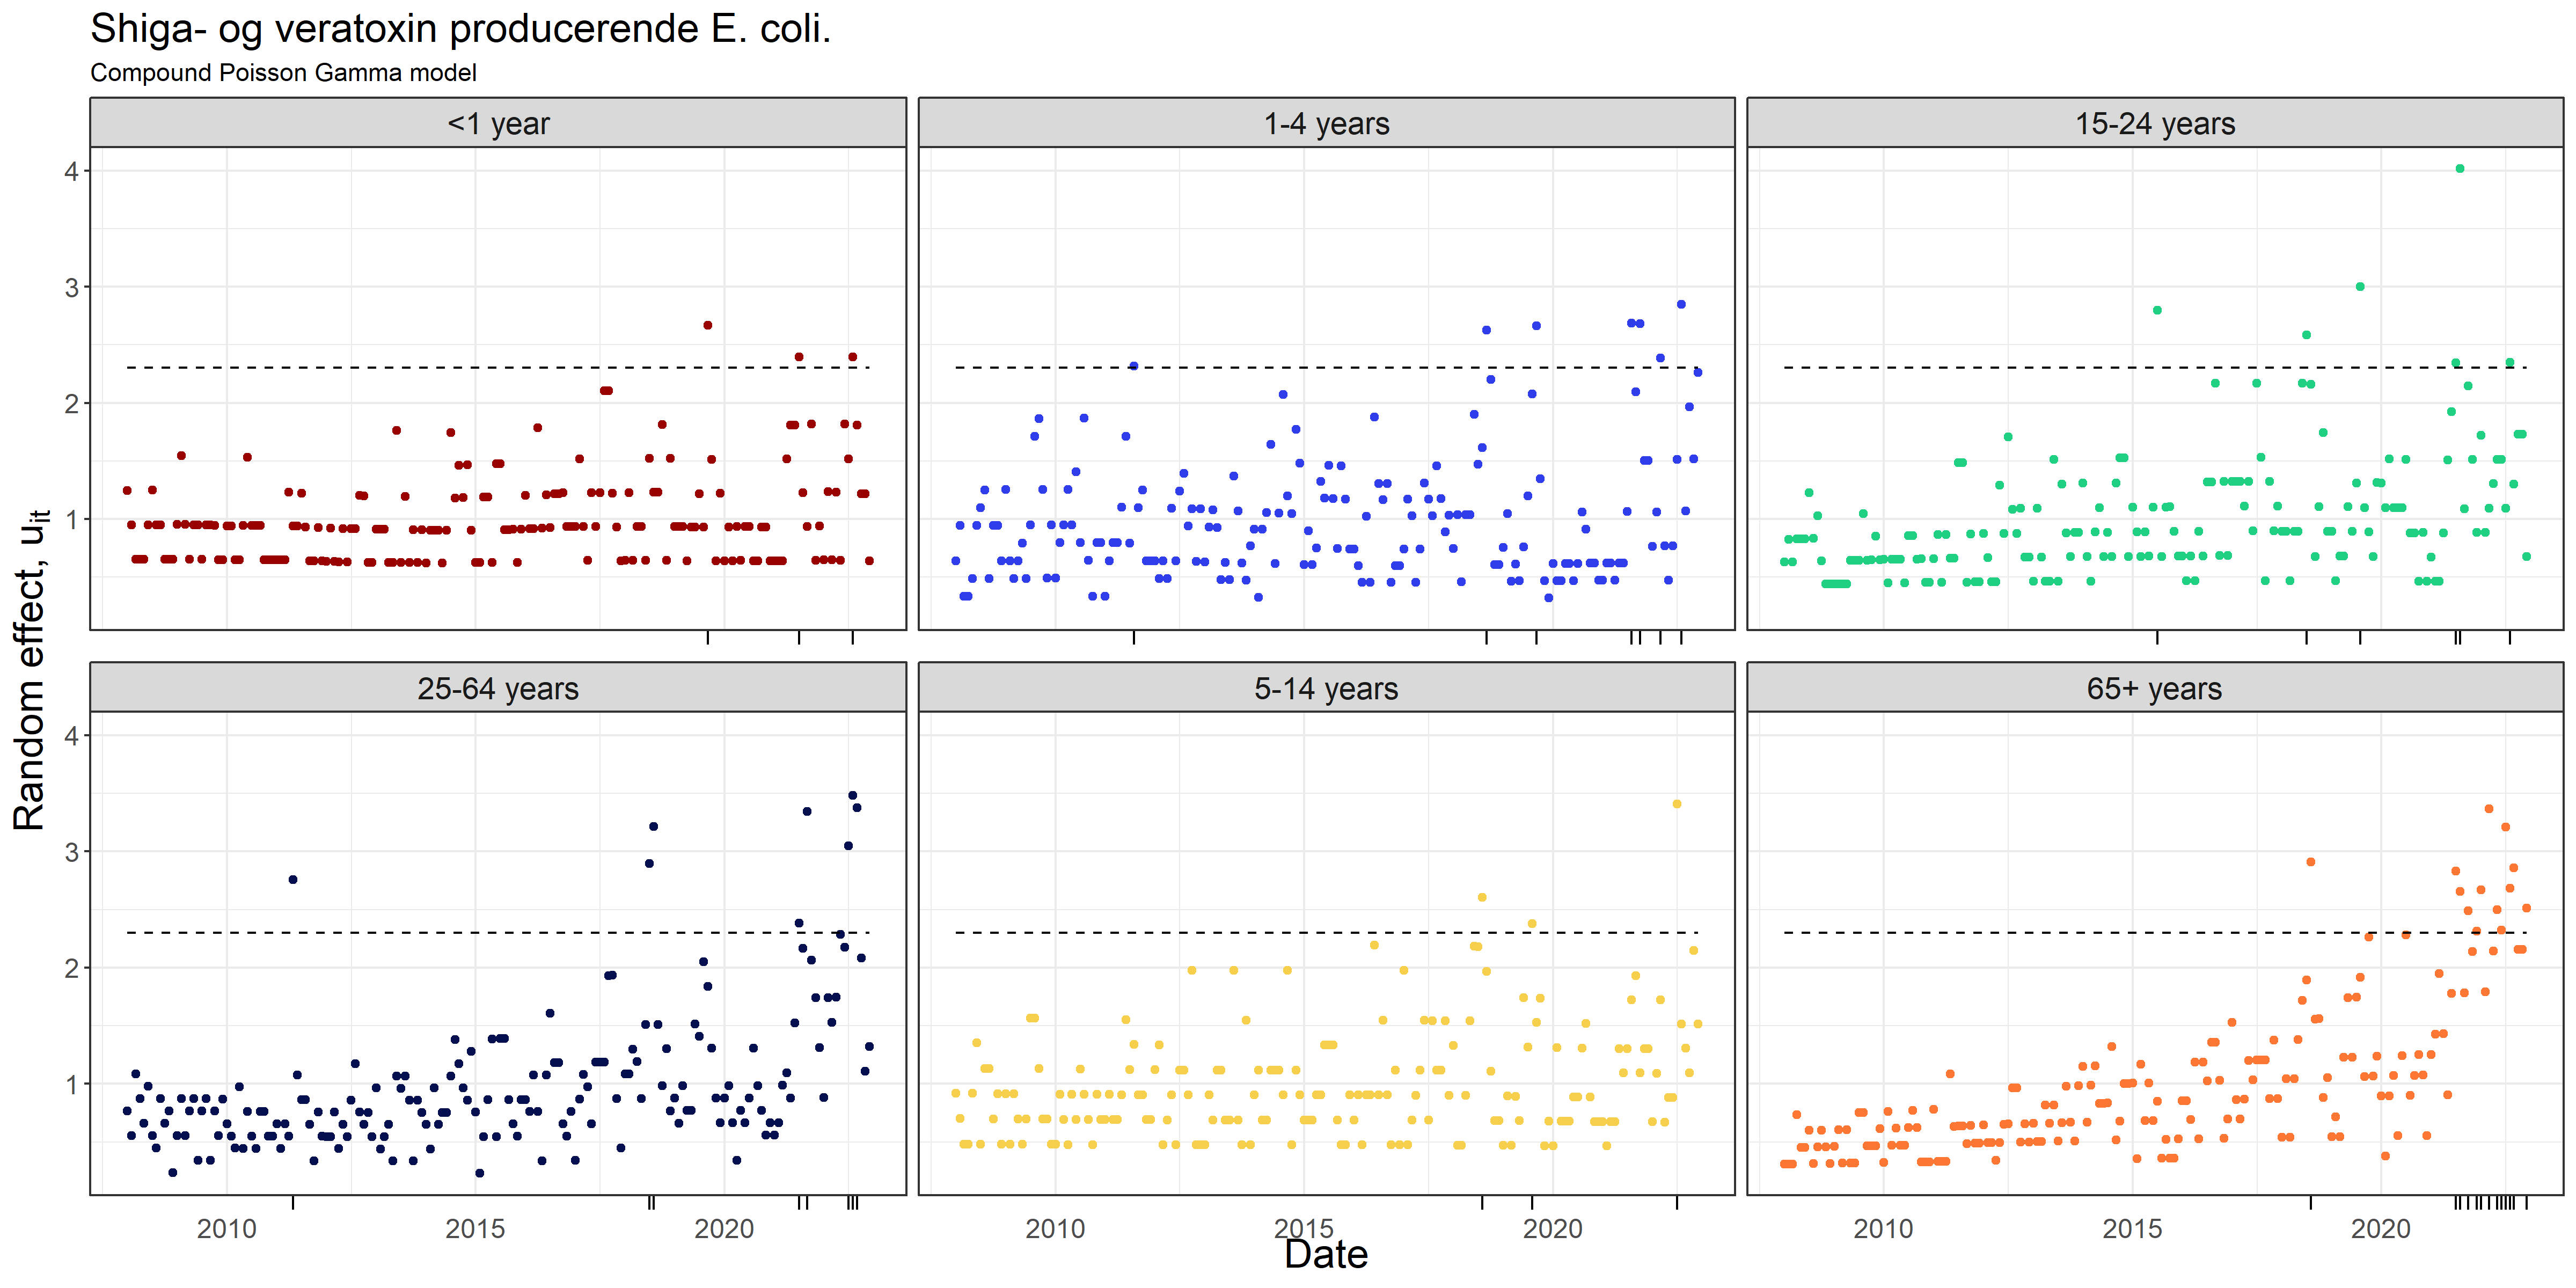 Shiga- og veratoxin producerende E. coli.
Compound Poisson Gamma model
<1 year
1-4 years
15-24 years
4
3
2
1
25-64 years
5-14 years
65+ years
4
3
2
1
2010
2015
2020
2010
2015
2020
2010
2015
2020
Random effect, uit
Date